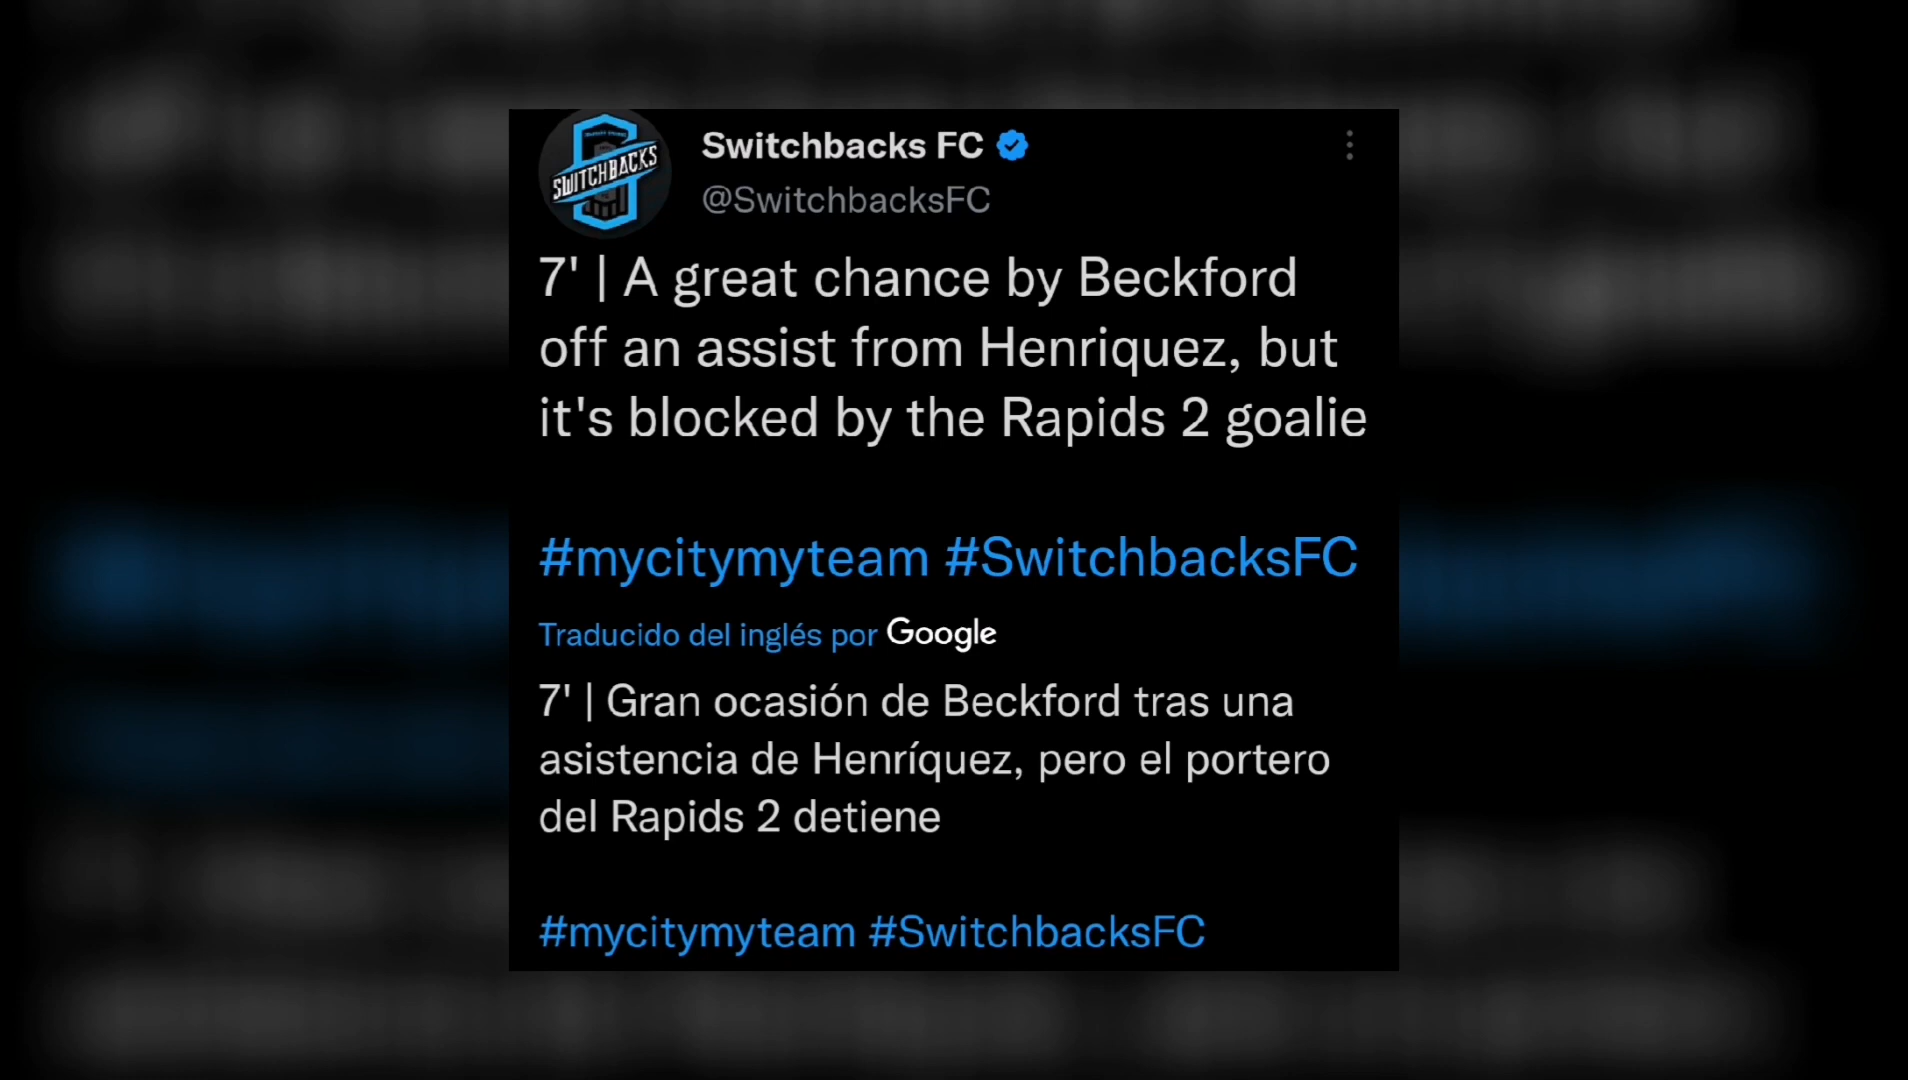 SWITCHBACKS
Switchbacks FC
@SwitchbacksFC
7' | A great chance by Beckford
off an assist from Henriquez, but
it's blocked by the Rapids 2 goalie
#mycitymyteam #SwitchbacksFC
Traducido del inglés por Google
7' | Gran ocasión de Beckford tras una
asistencia de Henríquez, pero el portero
del Rapids 2 detiene
#mycitymyteam #SwitchbacksFC